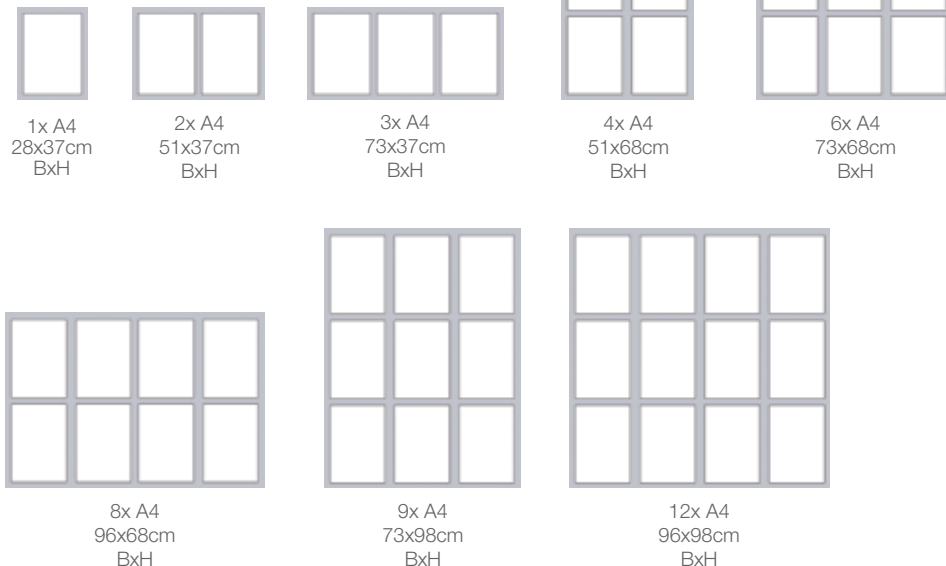 1x A4
28x37cm
BxH
2x A4
51x37cm
BxH
3x A4
73x37cm
BxH
4x A4
51x68cm
BxH
6x A4
73x68cm
BxH
8x A4
96x68cm
BxH
9x A4
73x98cm
BxH
12x A4
96x98cm
BxH